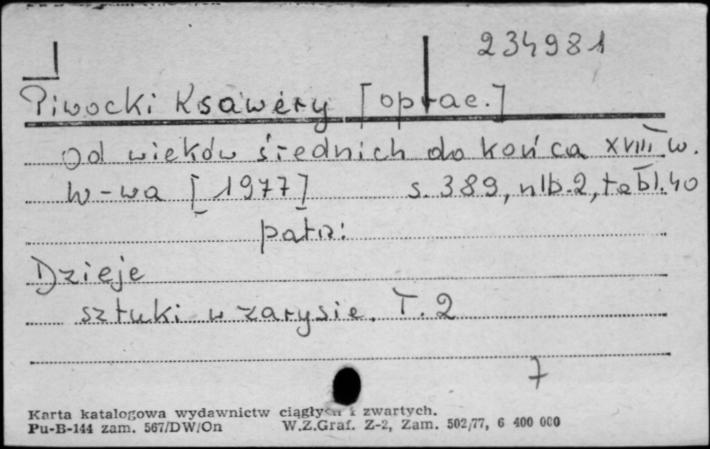 234981
Piwocki Ksawery [oprac.]
Od wieków średnich do końca XVIII w.
W-wa [1977] s. 389, nlb. 2, tabl. 40
patrz:
Dzieje
sztuki w zarysie. T. 2
7
Karta katalogowa wydawnictw ciągłych i zwartych.
Pu-B-144 zam. 567/DW/On W.Z.Graf. Z-2, Zam. 502/77, 6 400 000